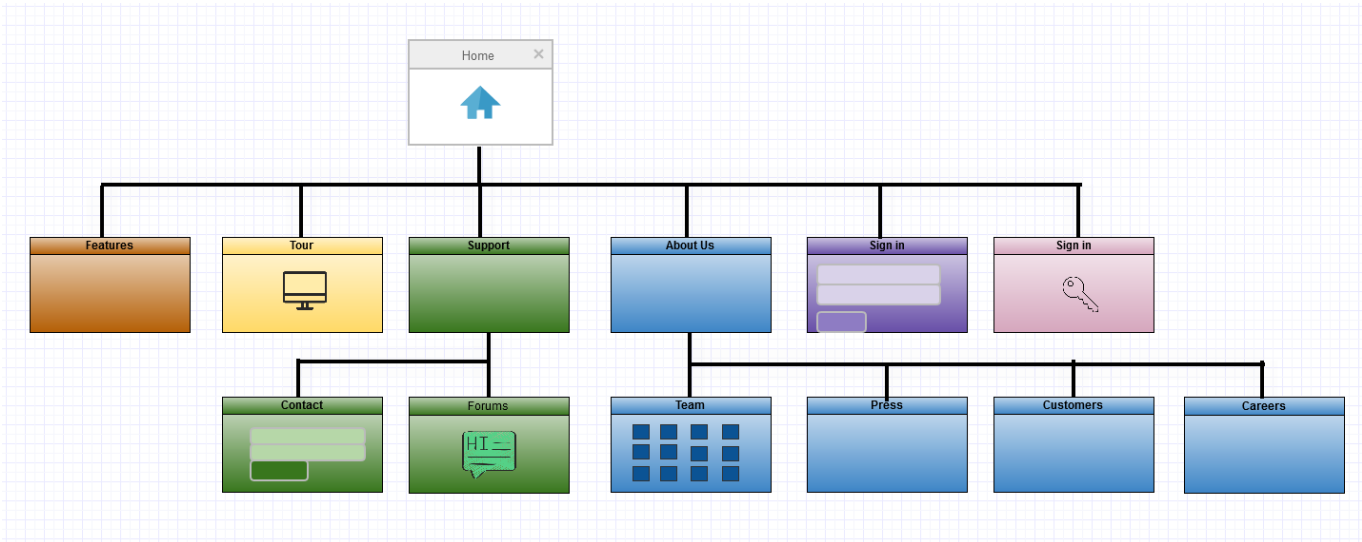 Home
Features
Tour
Support
About Us
Sign in
Sign in
Contact
Forums
Team
Press
Customers
Careers
HI